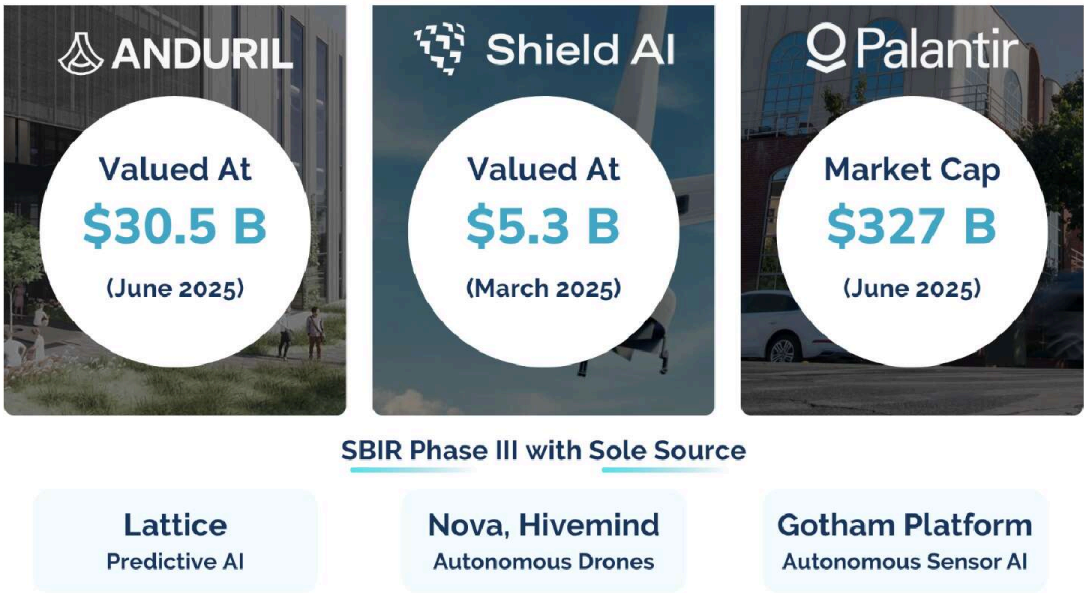 ANDURIL
Valued At
$30.5 B
(June 2025)
Shield AI
Valued At
$5.3 B
(March 2025)
Palantir
Market Cap
$327 B
(June 2025)
SBIR Phase III with Sole Source
Lattice
Predictive AI
Nova, Hivemind
Autonomous Drones
Gotham Platform
Autonomous Sensor AI